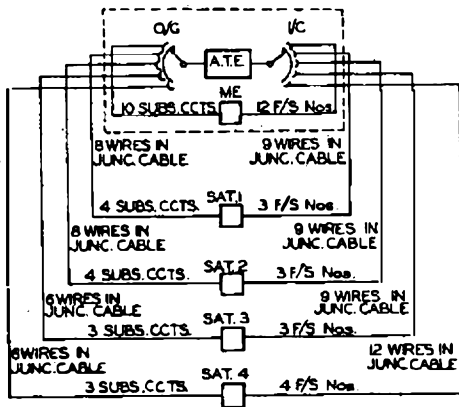 O/G I/C
A.T.E.
ME
10 SUBS. CCTS. 12 F/S Nos.
8 WIRES IN
JUNC. CABLE
9 WIRES IN
JUNC. CABLE
SAT. 1
4 SUBS. CCTS. 3 F/S Nos.
8 WIRES IN
JUNC. CABLE
9 WIRES IN
JUNC. CABLE
SAT. 2
4 SUBS. CCTS. 3 F/S Nos.
6 WIRES IN
JUNC. CABLE
9 WIRES IN
JUNC. CABLE
SAT. 3
3 SUBS. CCTS. 3 F/S Nos.
6 WIRES IN
JUNC. CABLE
12 WIRES IN
JUNC. CABLE
SAT. 4
3 SUBS. CCTS. 4 F/S Nos.